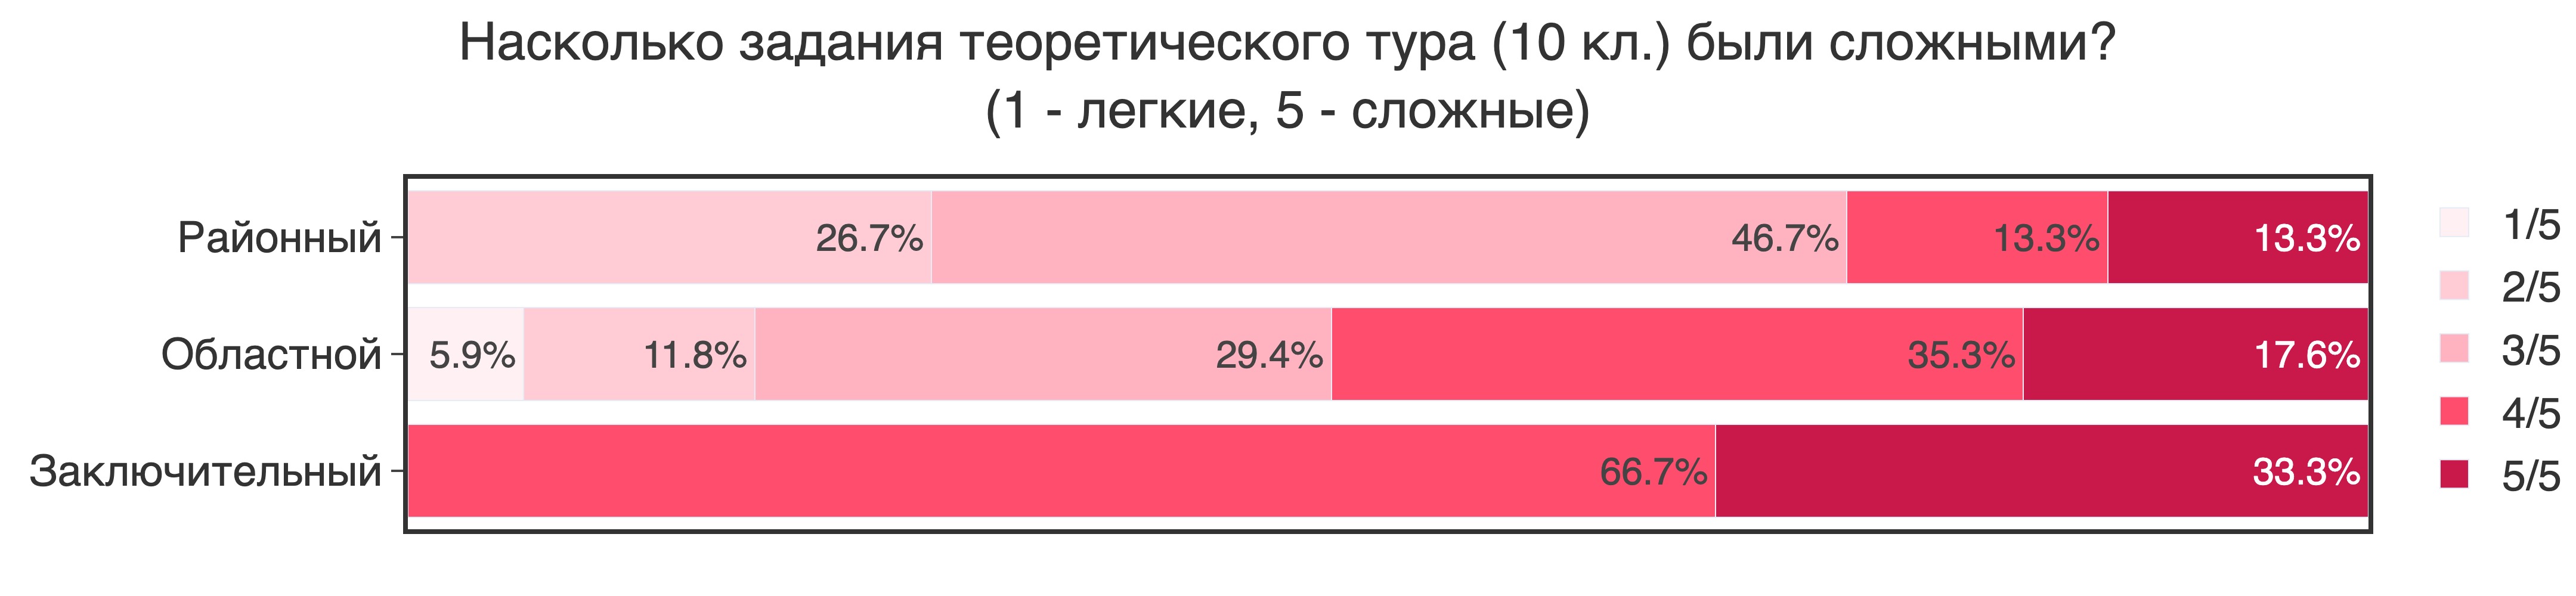 Насколько задания теоретического тура (10 кл.) были сложными?
(1 - легкие, 5 - сложные)
Районный 26.7% 46.7% 13.3% 13.3%
Областной 5.9% 11.8% 29.4% 35.3% 17.6%
Заключительный 66.7% 33.3%
1/5
2/5
3/5
4/5
5/5